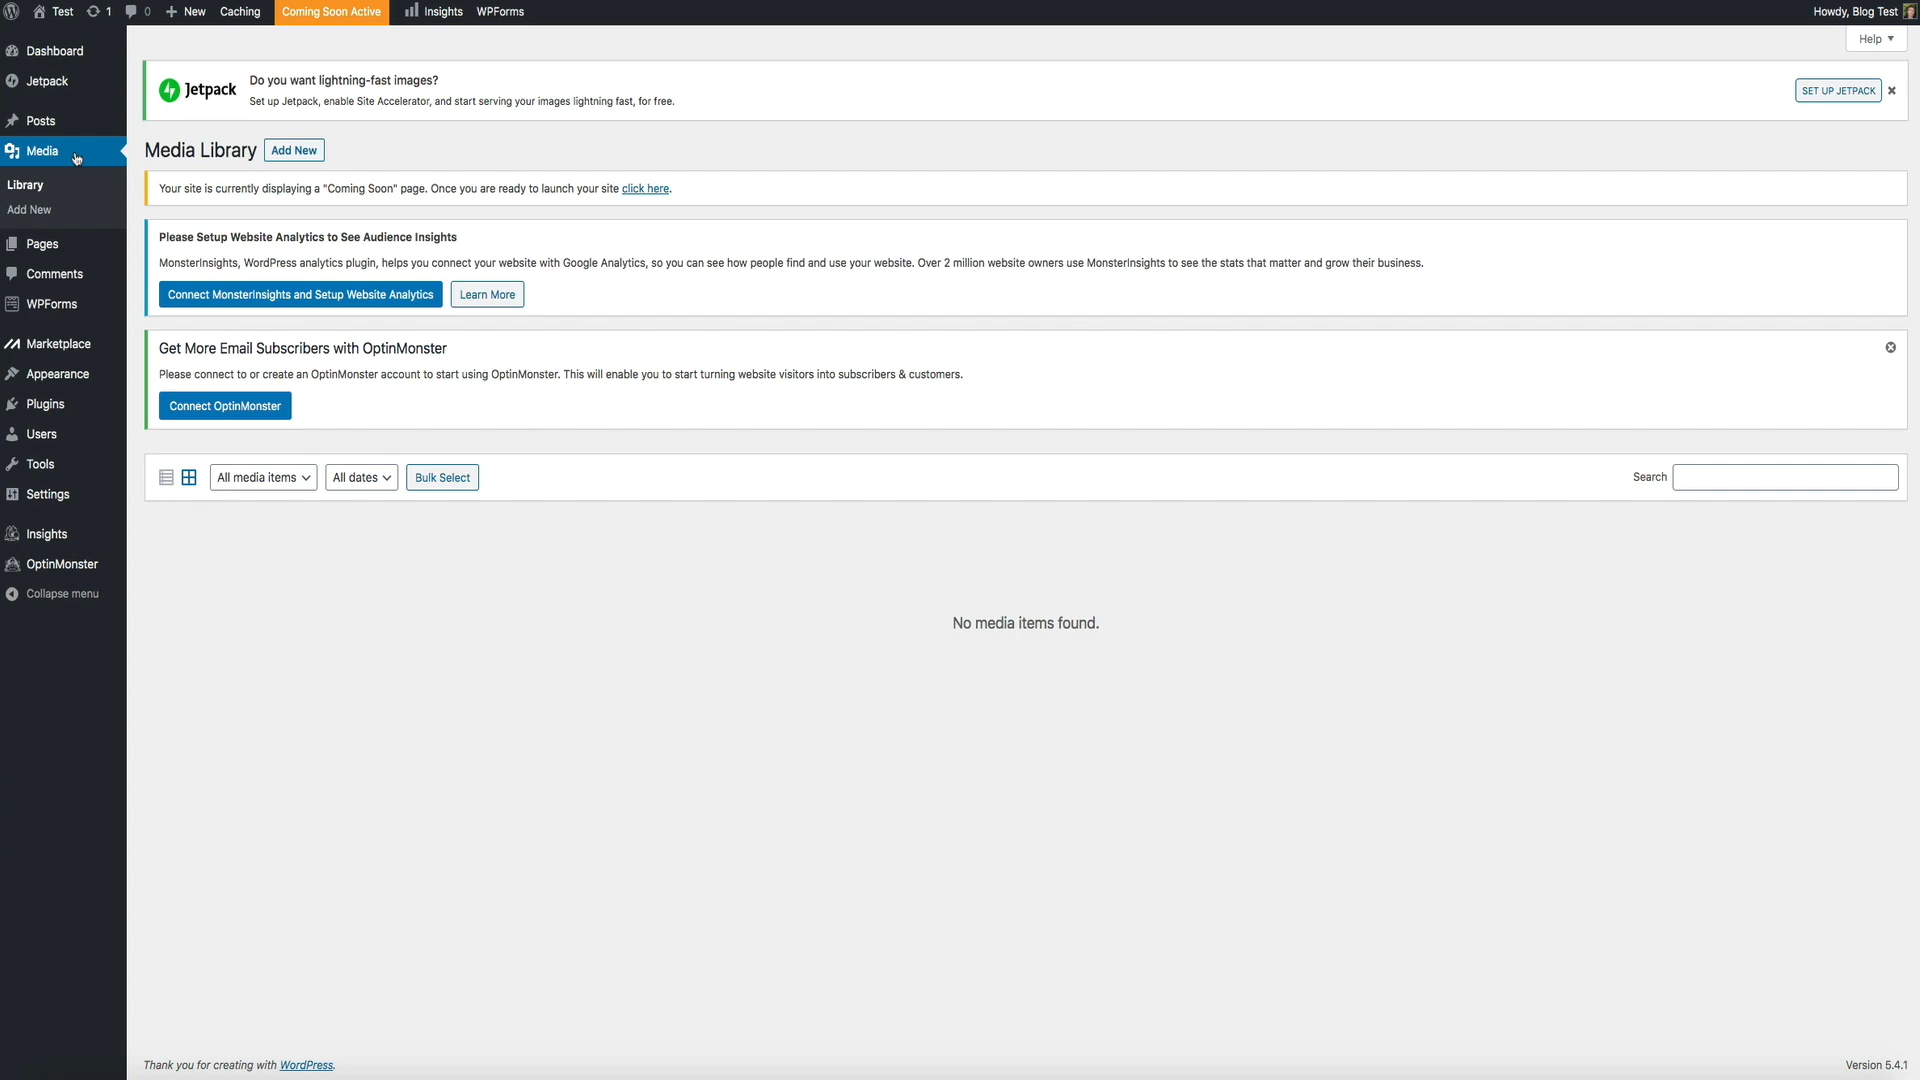 Test 1 0 New Caching Coming Soon Active Insights WPForms Howdy, Blog Test
Help
Dashboard
Jetpack
Posts
Media
Library
Add New
Pages
Comments
WPForms
Marketplace
Appearance
Plugins
Users
Tools
Settings
Insights
OptinMonster
Collapse menu
Jetpack
Do you want lightning-fast images?
Set up Jetpack, enable Site Accelerator, and start serving your images lightning fast, for free.
SET UP JETPACK
Media Library Add New
Your site is currently displaying a "Coming Soon" page. Once you are ready to launch your site click here.
Please Setup Website Analytics to See Audience Insights
MonsterInsights, WordPress analytics plugin, helps you connect your website with Google Analytics, so you can see how people find and use your website. Over 2 million website owners use MonsterInsights to see the stats that matter and grow their business.
Connect MonsterInsights and Setup Website Analytics Learn More
Get More Email Subscribers with OptinMonster
Please connect to or create an OptinMonster account to start using OptinMonster. This will enable you to start turning website visitors into subscribers & customers.
Connect OptinMonster
All media items All dates Bulk Select Search
No media items found.
Thank you for creating with WordPress. Version 5.4.1